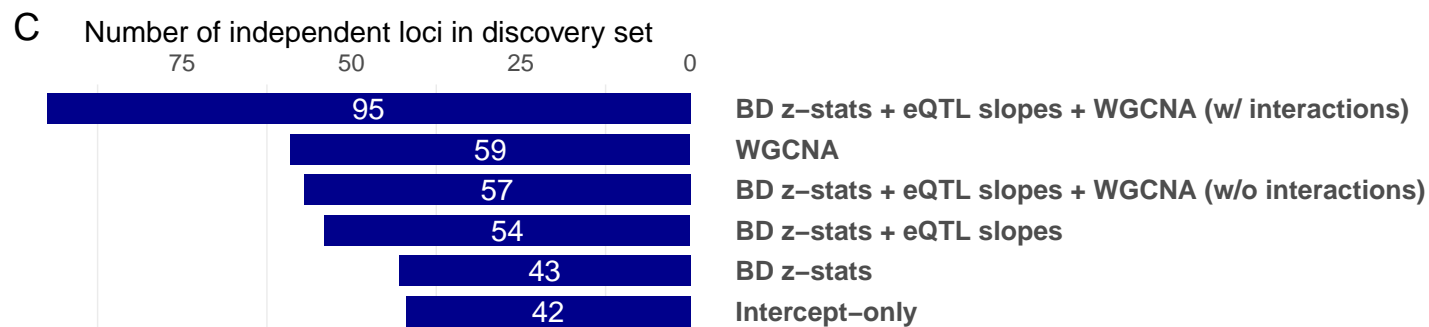 C Number of independent loci in discovery set
75 50 25 0
95 BD z−stats + eQTL slopes + WGCNA (w/ interactions)
59 WGCNA
57 BD z−stats + eQTL slopes + WGCNA (w/o interactions)
54 BD z−stats + eQTL slopes
43 BD z−stats
42 Intercept−only